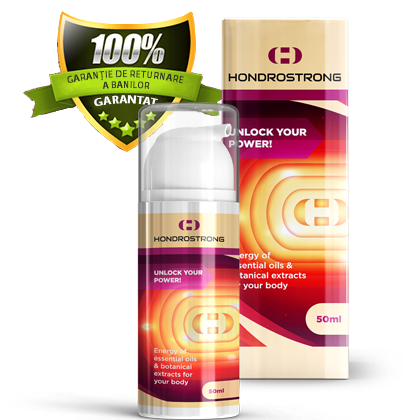 100%
GARANȚIE DE RETURNARE
A BANILOR
GARANTAT
HONDROSTRONG
UNLOCK YOUR
POWER!
Energy of
essential oils &
botanical extracts
for your body
50ml
HONDROSTRONG
UNLOCK YOUR
POWER!
Energy of
essential oils
& botanical
extracts for
your body
50ml